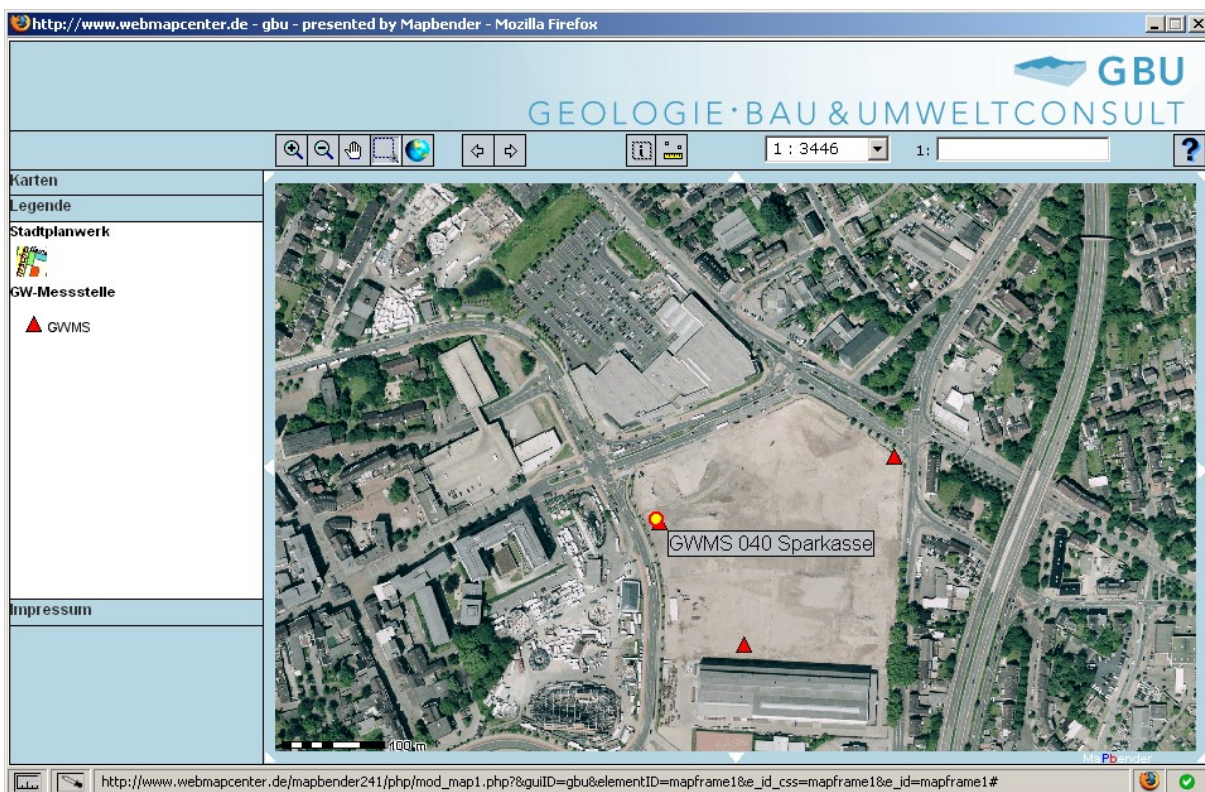 http://www.webmapcenter.de - gbu - presented by Mapbender - Mozilla Firefox
GBU
GEOLOGIE·BAU & UMWELTCONSULT
1 : 3446
1:
?
Karten
Legende
Stadtplanwerk
GW-Messstelle
GWMS
GWMS 040 Sparkasse
Impressum
100 m
MaPbender
http://www.webmapcenter.de/mapbender241/php/mod_map1.php?&guiID=gbu&elementID=mapframe1&e_id_css=mapframe1&e_id=mapframe1#